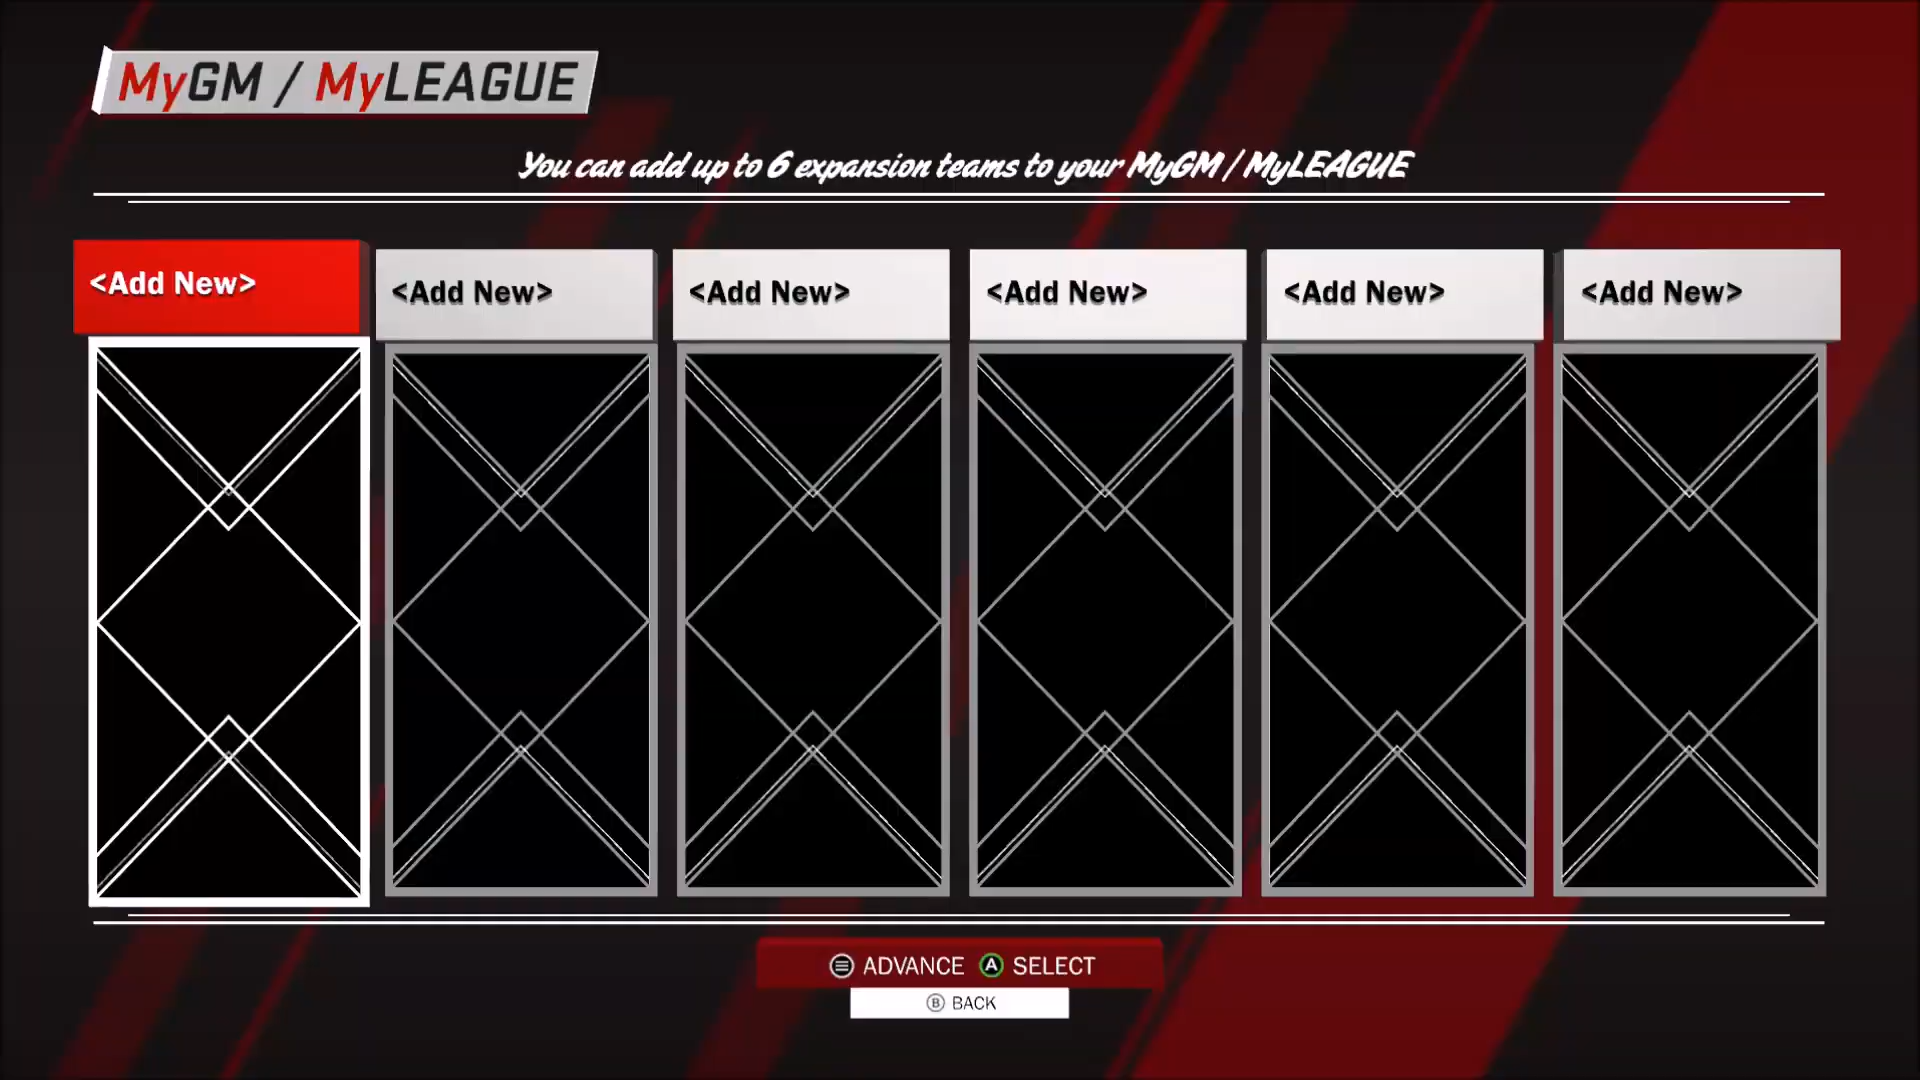 MyGM / MyLEAGUE
You can add up to 6 expansion teams to your MyGM / MyLEAGUE
<Add New> <Add New> <Add New> <Add New> <Add New> <Add New>
ADVANCE A SELECT
B BACK